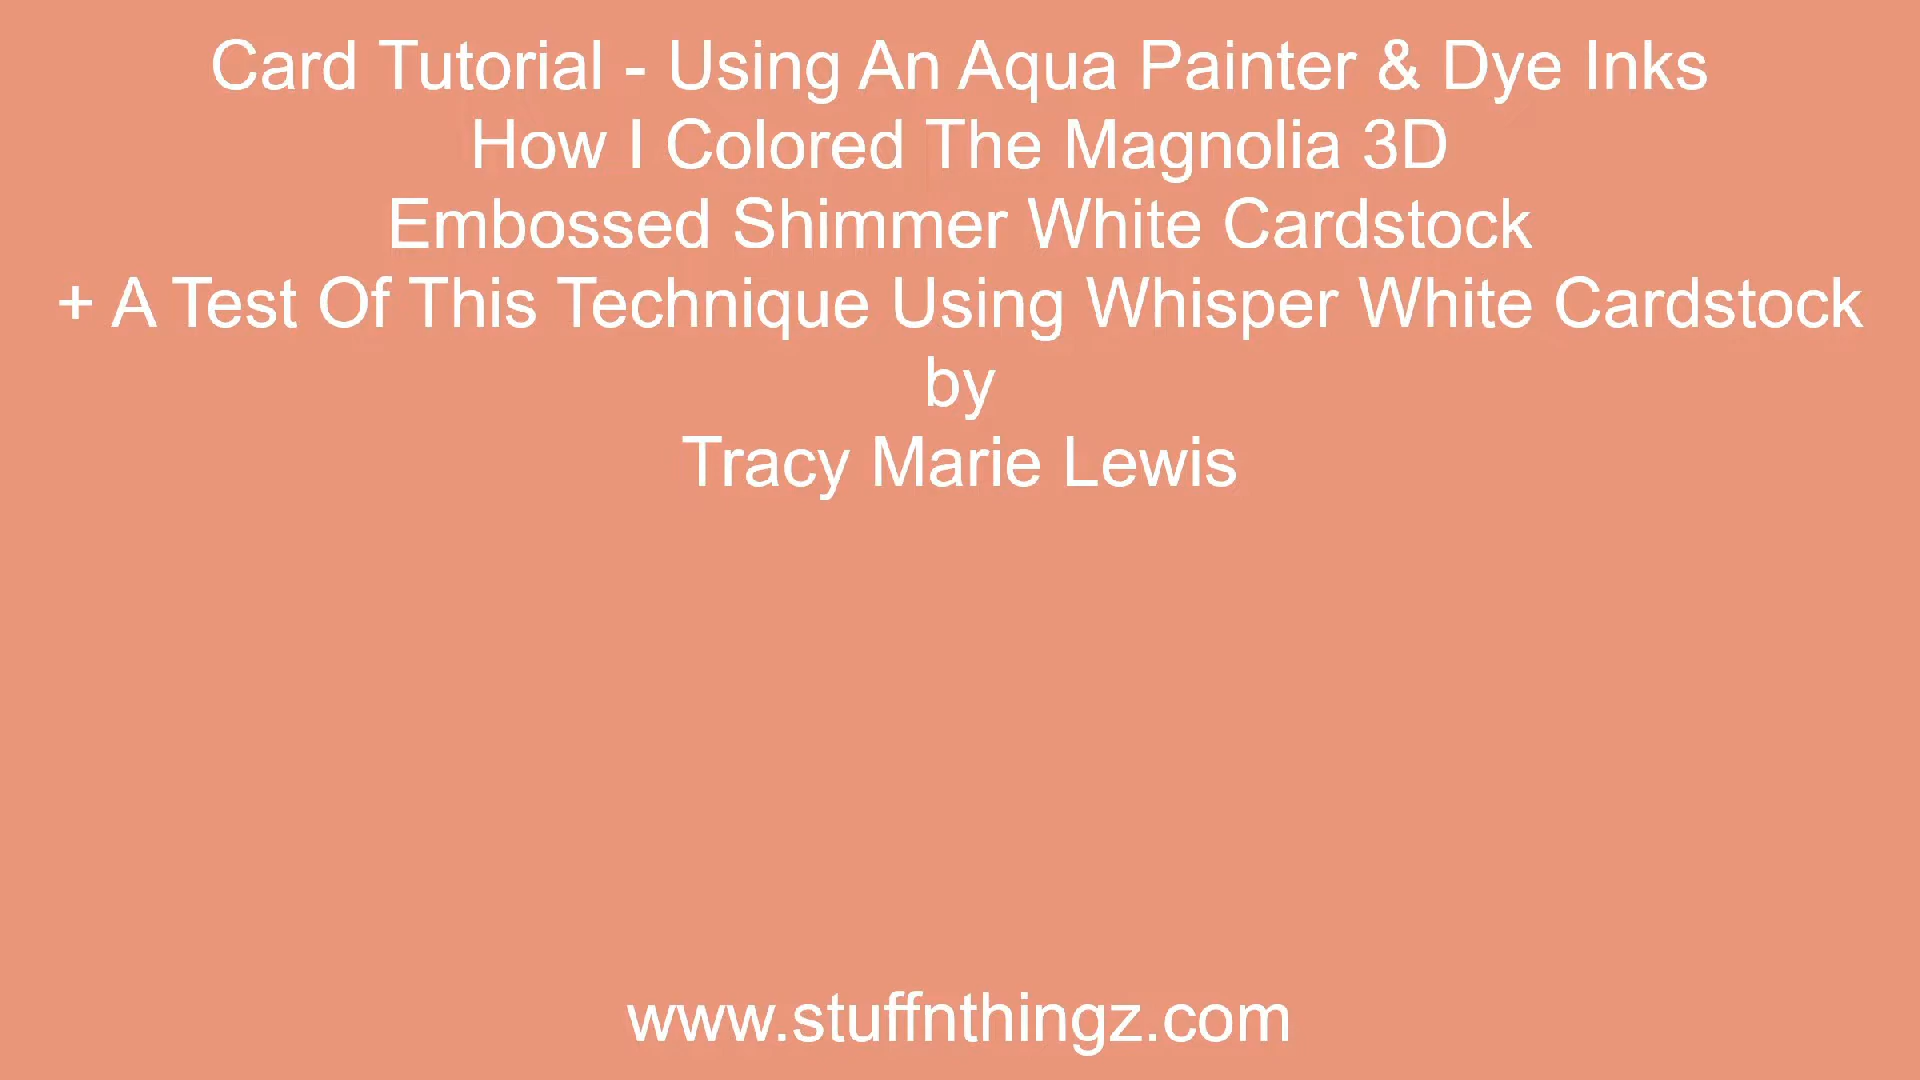 Card Tutorial - Using An Aqua Painter & Dye Inks
How I Colored The Magnolia 3D
Embossed Shimmer White Cardstock
+ A Test Of This Technique Using Whisper White Cardstock
by
Tracy Marie Lewis
www.stuffnthingz.com